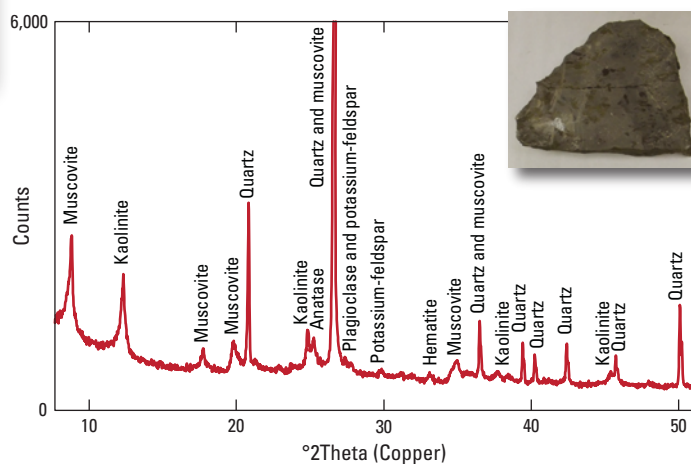 6,000
Counts
0
Muscovite
Kaolinite
Muscovite
Muscovite
Quartz
Kaolinite
Anatase
Quartz and muscovite
Plagioclase and potassium-feldspar
Potassium-feldspar
Hematite
Muscovite
Quartz and muscovite
Kaolinite
Quartz
Quartz
Quartz
Kaolinite
Quartz
Quartz
10
20
30
40
50
°2Theta (Copper)